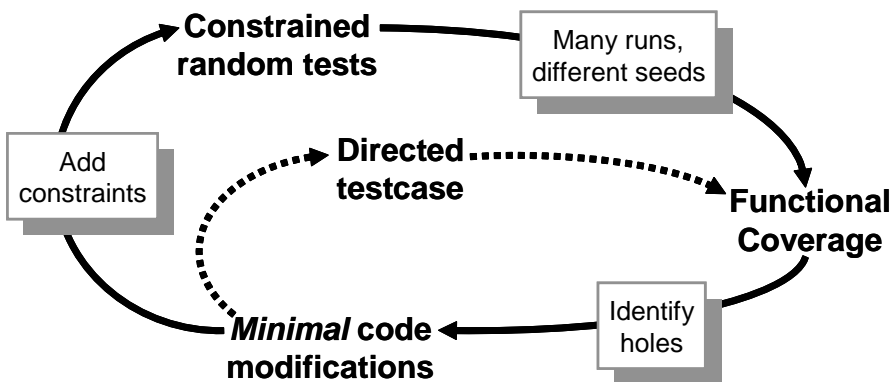 Constrained
random tests
Many runs,
different seeds
Add
constraints
Directed
testcase
Functional
Coverage
Identify
holes
Minimal code
modifications